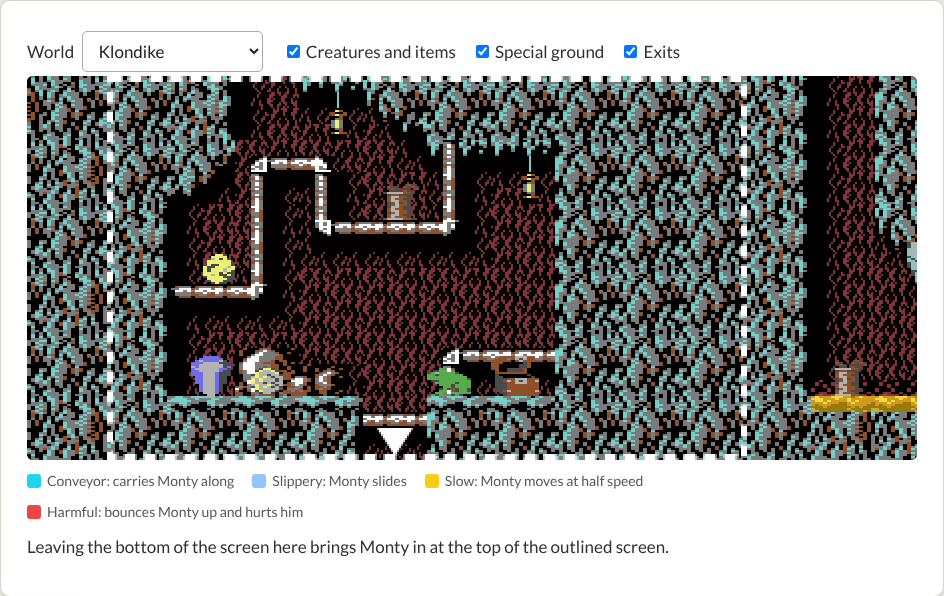 World Klondike Creatures and items Special ground Exits
Conveyor: carries Monty along Slippery: Monty slides Slow: Monty moves at half speed
Harmful: bounces Monty up and hurts him
Leaving the bottom of the screen here brings Monty in at the top of the outlined screen.